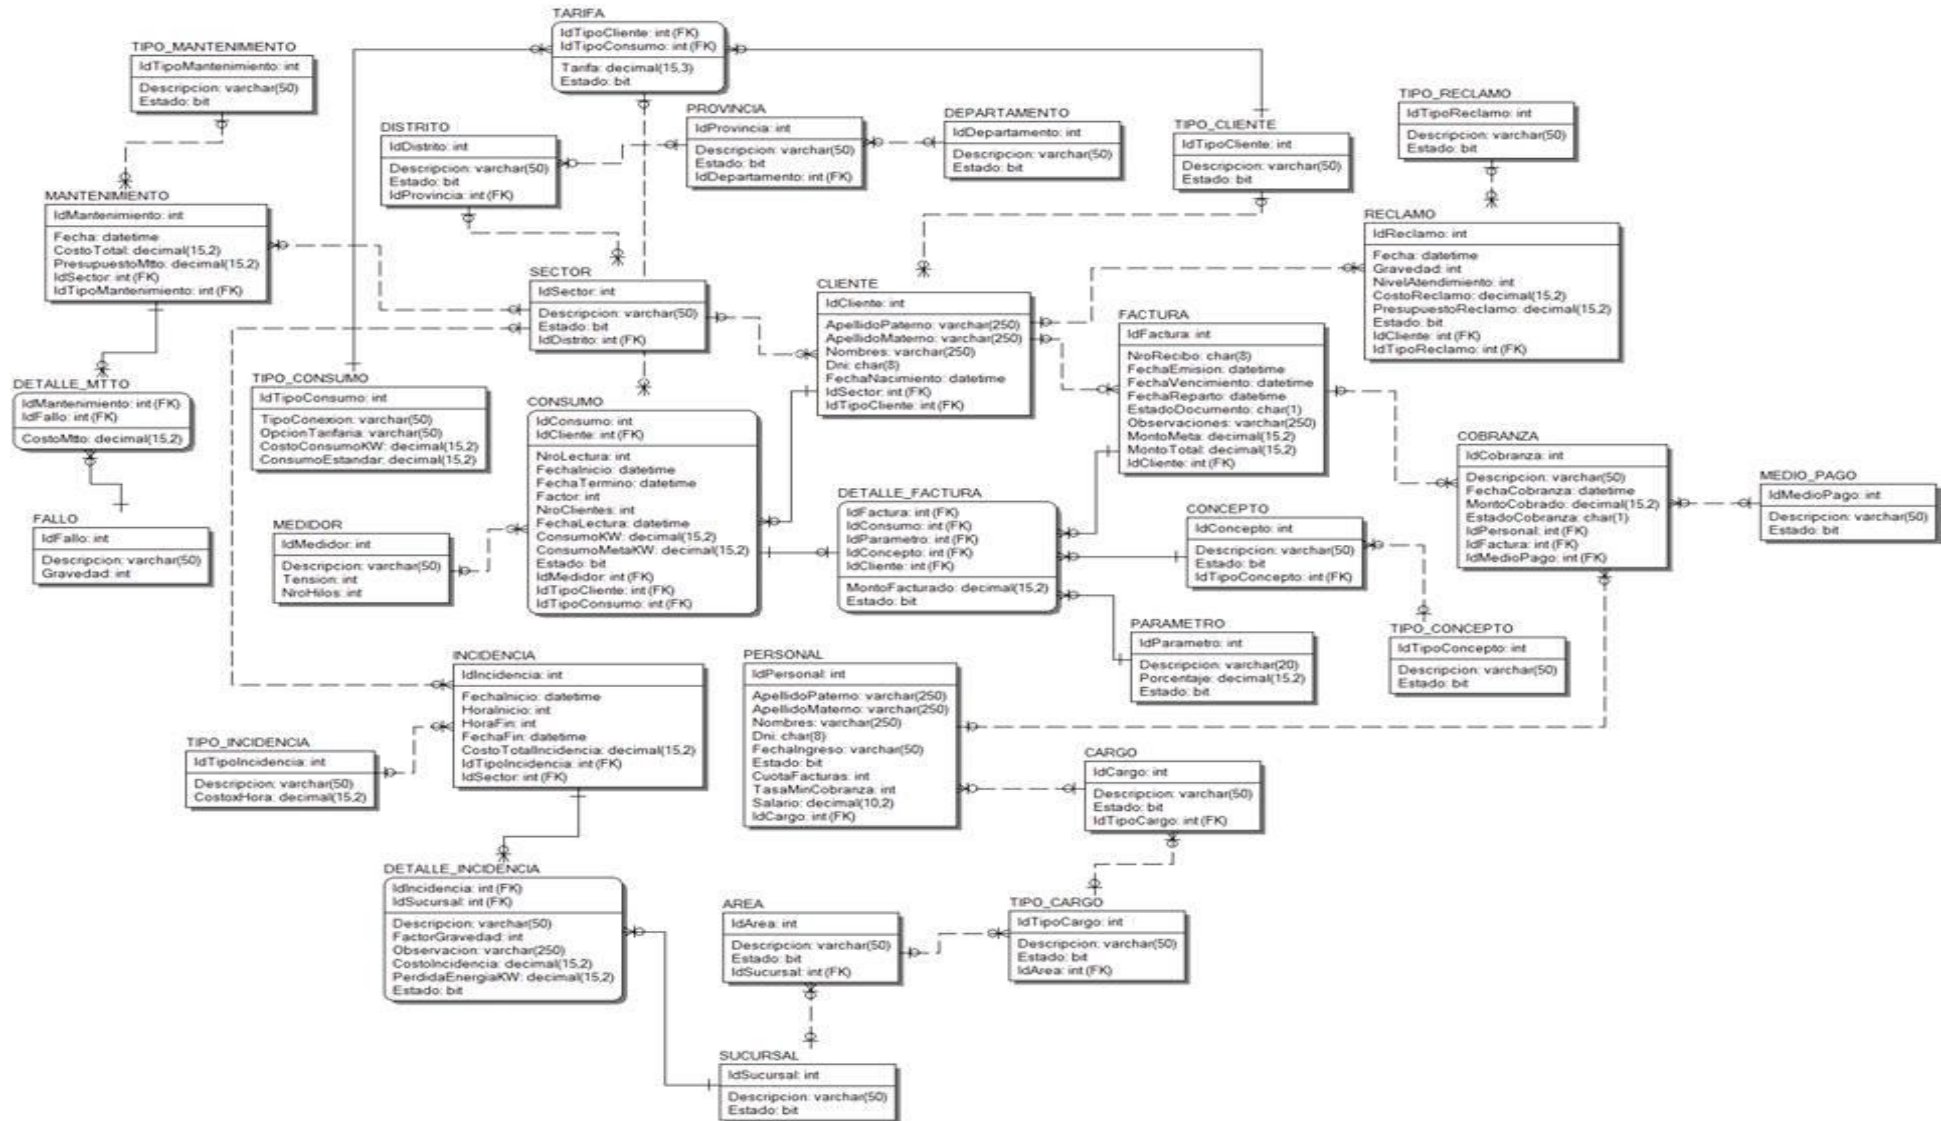 TARIFA
IdTipoCliente: int (FK)
IdTipoConsumo: int (FK)
Tarifa: decimal(15,3)
Estado: bit
TIPO_MANTENIMIENTO
IdTipoMantenimiento: int
Descripcion: varchar(50)
Estado: bit
PROVINCIA
IdProvincia: int
Descripcion: varchar(50)
Estado: bit
IdDepartamento: int (FK)
DEPARTAMENTO
IdDepartamento: int
Descripcion: varchar(50)
Estado: bit
TIPO_RECLAMO
IdTipoReclamo: int
Descripcion: varchar(50)
Estado: bit
DISTRITO
IdDistrito: int
Descripcion: varchar(50)
Estado: bit
IdProvincia: int (FK)
TIPO_CLIENTE
IdTipoCliente: int
Descripcion: varchar(50)
Estado: bit
MANTENIMIENTO
IdMantenimiento: int
Fecha: datetime
CostoTotal: decimal(15,2)
PresupuestoMtto: decimal(15,2)
IdSector: int (FK)
IdTipoMantenimiento: int (FK)
RECLAMO
IdReclamo: int
Fecha: datetime
Gravedad: int
NivelAtendimiento: int
CostoReclamo: decimal(15,2)
PresupuestoReclamo: decimal(15,2)
Estado: bit
IdCliente: int (FK)
IdTipoReclamo: int (FK)
SECTOR
IdSector: int
Descripcion: varchar(50)
Estado: bit
IdDistrito: int (FK)
CLIENTE
IdCliente: int
ApellidoPaterno: varchar(250)
ApellidoMaterno: varchar(250)
Nombres: varchar(250)
Dni: char(8)
FechaNacimiento: datetime
IdSector: int (FK)
IdTipoCliente: int (FK)
FACTURA
IdFactura: int
NroRecibo: char(8)
FechaEmision: datetime
FechaVencimiento: datetime
FechaReparto: datetime
EstadoDocumento: char(1)
Observaciones: varchar(250)
MontoMeta: decimal(15,2)
MontoTotal: decimal(15,2)
IdCliente: int (FK)
DETALLE_MTTO
IdMantenimiento: int (FK)
IdFallo: int (FK)
CostoMtto: decimal(15,2)
TIPO_CONSUMO
IdTipoConsumo: int
TipoConexion: varchar(50)
OpcionTarifaria: varchar(50)
CostoConsumoKW: decimal(15,2)
ConsumoEstandar: decimal(15,2)
CONSUMO
IdConsumo: int
IdCliente: int (FK)
NroLectura: int
FechaInicio: datetime
FechaTermino: datetime
Factor: int
NroClientes: int
FechaLectura: datetime
ConsumoKW: decimal(15,2)
ConsumoMetaKW: decimal(15,2)
Estado: bit
IdMedidor: int (FK)
IdTipoCliente: int (FK)
IdTipoConsumo: int (FK)
COBRANZA
IdCobranza: int
Descripcion: varchar(50)
FechaCobranza: datetime
MontoCobrado: decimal(15,2)
EstadoCobranza: char(1)
IdPersonal: int (FK)
IdFactura: int (FK)
IdMedioPago: int (FK)
MEDIO_PAGO
IdMedioPago: int
Descripcion: varchar(50)
Estado: bit
DETALLE_FACTURA
IdFactura: int (FK)
IdConsumo: int (FK)
IdParametro: int (FK)
IdConcepto: int (FK)
IdCliente: int (FK)
MontoFacturado: decimal(15,2)
Estado: bit
CONCEPTO
IdConcepto: int
Descripcion: varchar(50)
Estado: bit
IdTipoConcepto: int (FK)
FALLO
IdFallo: int
Descripcion: varchar(50)
Gravedad: int
MEDIDOR
IdMedidor: int
Descripcion: varchar(50)
Tension: int
NroHilos: int
PARAMETRO
IdParametro: int
Descripcion: varchar(20)
Porcentaje: decimal(15,2)
Estado: bit
TIPO_CONCEPTO
IdTipoConcepto: int
Descripcion: varchar(50)
Estado: bit
INCIDENCIA
IdIncidencia: int
FechaInicio: datetime
HoraInicio: int
HoraFin: int
FechaFin: datetime
CostoTotalIncidencia: decimal(15,2)
IdTipoIncidencia: int (FK)
IdSector: int (FK)
PERSONAL
IdPersonal: int
ApellidoPaterno: varchar(250)
ApellidoMaterno: varchar(250)
Nombres: varchar(250)
Dni: char(8)
FechaIngreso: varchar(50)
Estado: bit
CuotaFacturas: int
TasaMinCobranza: int
Salario: decimal(10,2)
IdCargo: int (FK)
TIPO_INCIDENCIA
IdTipoIncidencia: int
Descripcion: varchar(50)
CostoxHora: decimal(15,2)
CARGO
IdCargo: int
Descripcion: varchar(50)
Estado: bit
IdTipoCargo: int (FK)
DETALLE_INCIDENCIA
IdIncidencia: int (FK)
IdSucursal: int (FK)
Descripcion: varchar(50)
FactorGravedad: int
Observacion: varchar(250)
CostoIncidencia: decimal(15,2)
PerdidaEnergiaKW: decimal(15,2)
Estado: bit
AREA
IdArea: int
Descripcion: varchar(50)
Estado: bit
IdSucursal: int (FK)
TIPO_CARGO
IdTipoCargo: int
Descripcion: varchar(50)
Estado: bit
IdArea: int (FK)
SUCURSAL
IdSucursal: int
Descripcion: varchar(50)
Estado: bit